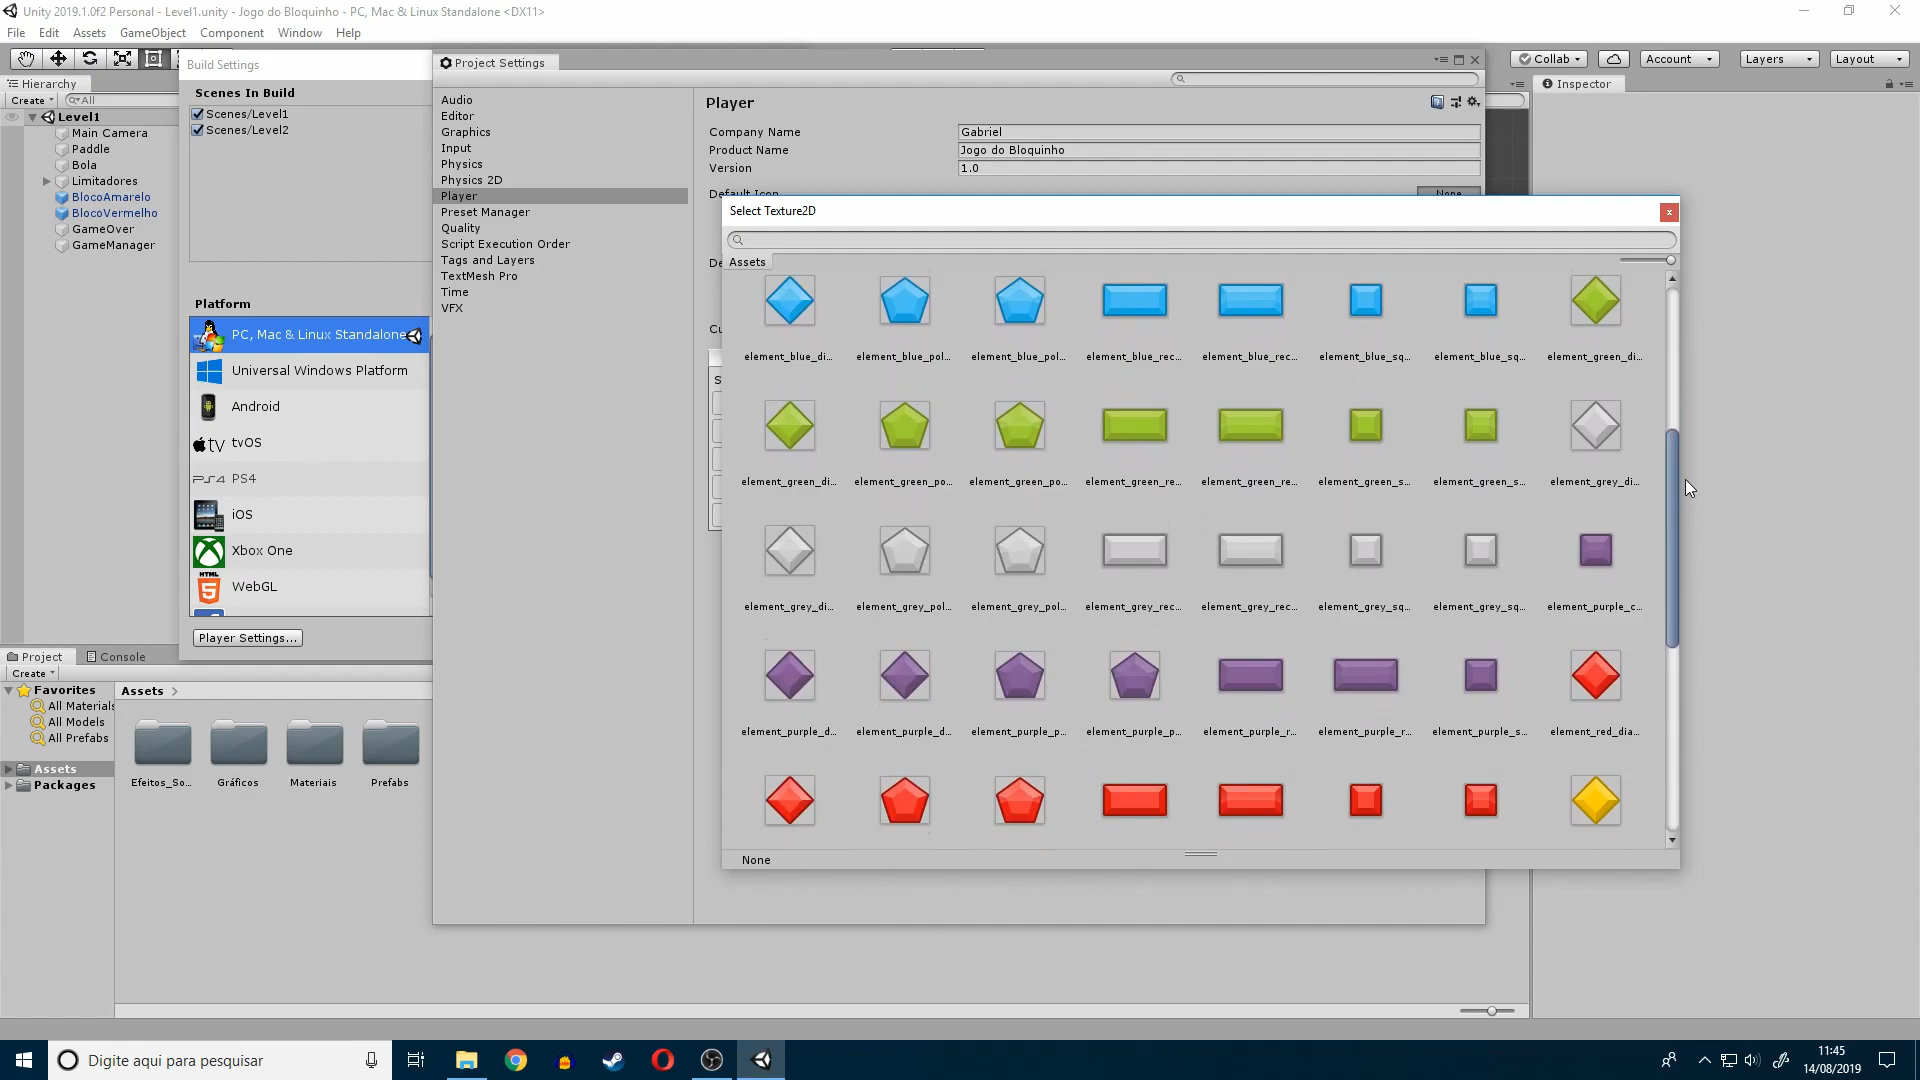 Unity 2019.1.0f2 Personal - Level1.unity - Jogo do Bloquinho - PC, Mac & Linux Standalone <DX11>
File Edit Assets GameObject Component Window Help
Collab Account Layers Layout
Hierarchy
Create All
Level1
Main Camera
Paddle
Bola
Limitadores
BlocoAmarelo
BlocoVermelho
GameOver
GameManager
Build Settings
Scenes In Build
Scenes/Level1
Scenes/Level2
Platform
PC, Mac & Linux Standalone
Universal Windows Platform
Android
tv tvOS
PS4
iOS
Xbox One
HTML
WebGL
Player Settings...
Project Settings
Audio
Editor
Graphics
Input
Physics
Physics 2D
Player
Preset Manager
Quality
Script Execution Order
Tags and Layers
TextMesh Pro
Time
VFX
Player
Company Name Gabriel
Product Name Jogo do Bloquinho
Version 1.0
Default Icon
None
De
Cu
S
Select Texture2D
x
Assets
element_blue_di... element_blue_pol... element_blue_pol... element_blue_rec... element_blue_rec... element_blue_sq... element_blue_sq... element_green_di...
element_green_di... element_green_po... element_green_po... element_green_re... element_green_re... element_green_s... element_green_s... element_grey_di...
element_grey_di... element_grey_pol... element_grey_pol... element_grey_rec... element_grey_rec... element_grey_sq... element_grey_sq... element_purple_c...
element_purple_d... element_purple_d... element_purple_p... element_purple_p... element_purple_r... element_purple_r... element_purple_s... element_red_dia...
None
Inspector
Project Console
Create
Favorites
All Materials
All Models
All Prefabs
Assets
Packages
Assets
Efeitos_So... Gráficos Materiais Prefabs
Digite aqui para pesquisar
11:45
14/08/2019